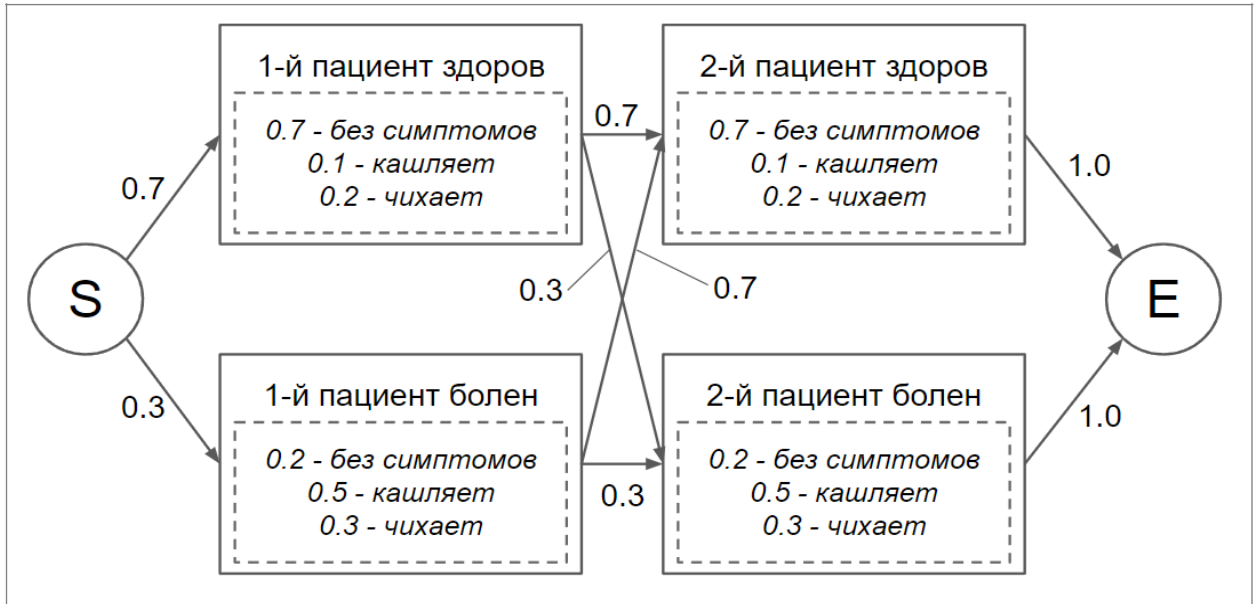 1-й пациент здоров
0.7 - без симптомов
0.1 - кашляет
0.2 - чихает
2-й пациент здоров
0.7 - без симптомов
0.1 - кашляет
0.2 - чихает
0.7
0.7
1.0
S
0.3
0.7
E
0.3
1-й пациент болен
0.2 - без симптомов
0.5 - кашляет
0.3 - чихает
0.3
2-й пациент болен
0.2 - без симптомов
0.5 - кашляет
0.3 - чихает
1.0